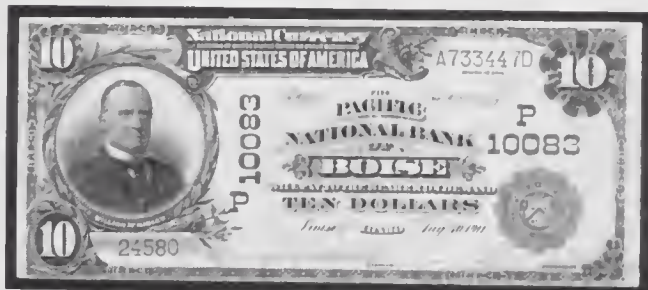 10
National Currency
UNITED STATES OF AMERICA
A733447D
10
THE
PACIFIC
NATIONAL BANK
OF
BOISE
P
10083
P 10083
TEN DOLLARS
Boise
10
24580